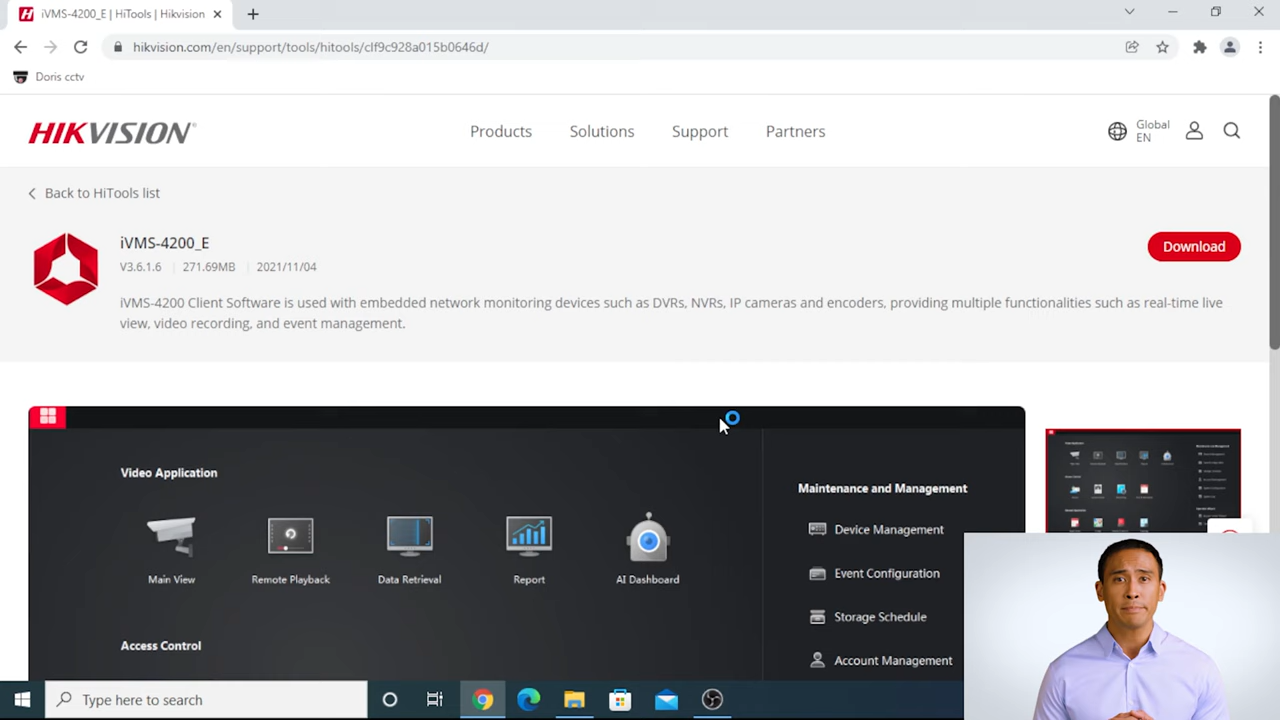 iVMS-4200_E | HiTools | Hikvision
hikvision.com/en/support/tools/hitools/clf9c928a015b0646d/
Doris cctv
HIKVISION®
Products
Solutions
Support
Partners
Global
EN
Back to HiTools list
iVMS-4200_E
V3.6.1.6 | 271.69MB | 2021/11/04
Download
iVMS-4200 Client Software is used with embedded network monitoring devices such as DVRs, NVRs, IP cameras and encoders, providing multiple functionalities such as real-time live
view, video recording, and event management.
Video Application
Main View
Remote Playback
Data Retrieval
Report
AI Dashboard
Access Control
Maintenance and Management
Device Management
Event Configuration
Storage Schedule
Account Management
Type here to search